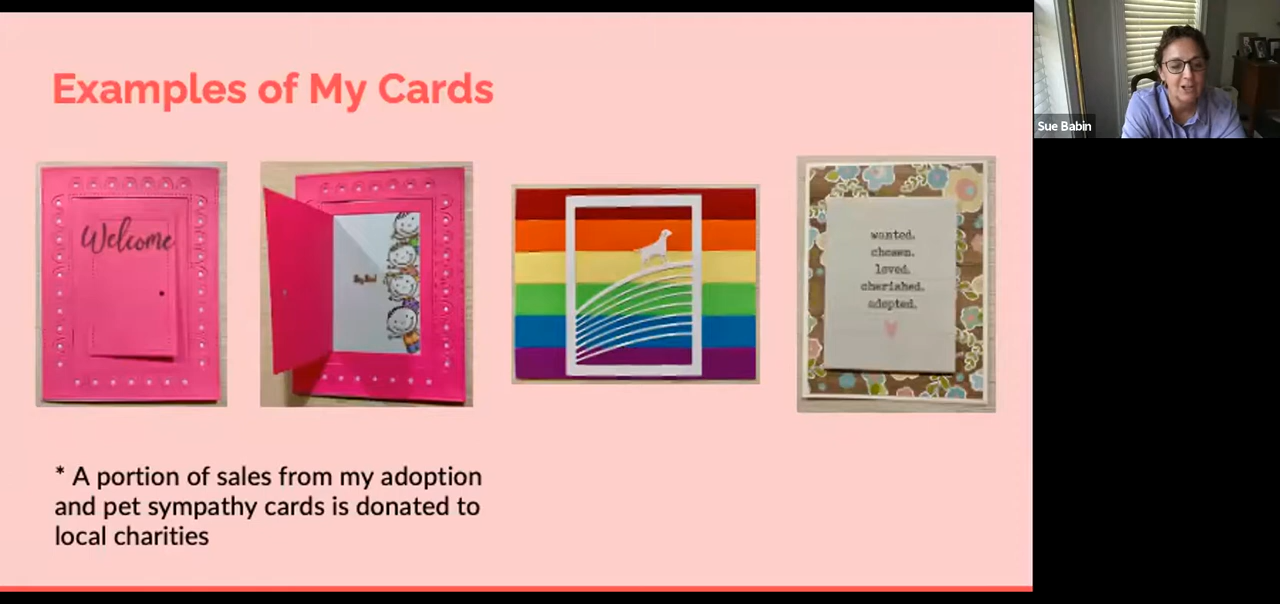 Examples of My Cards
Sue Babin
Welcome
wanted.
chosen.
loved.
cherished.
adopted.
* A portion of sales from my adoption
and pet sympathy cards is donated to
local charities